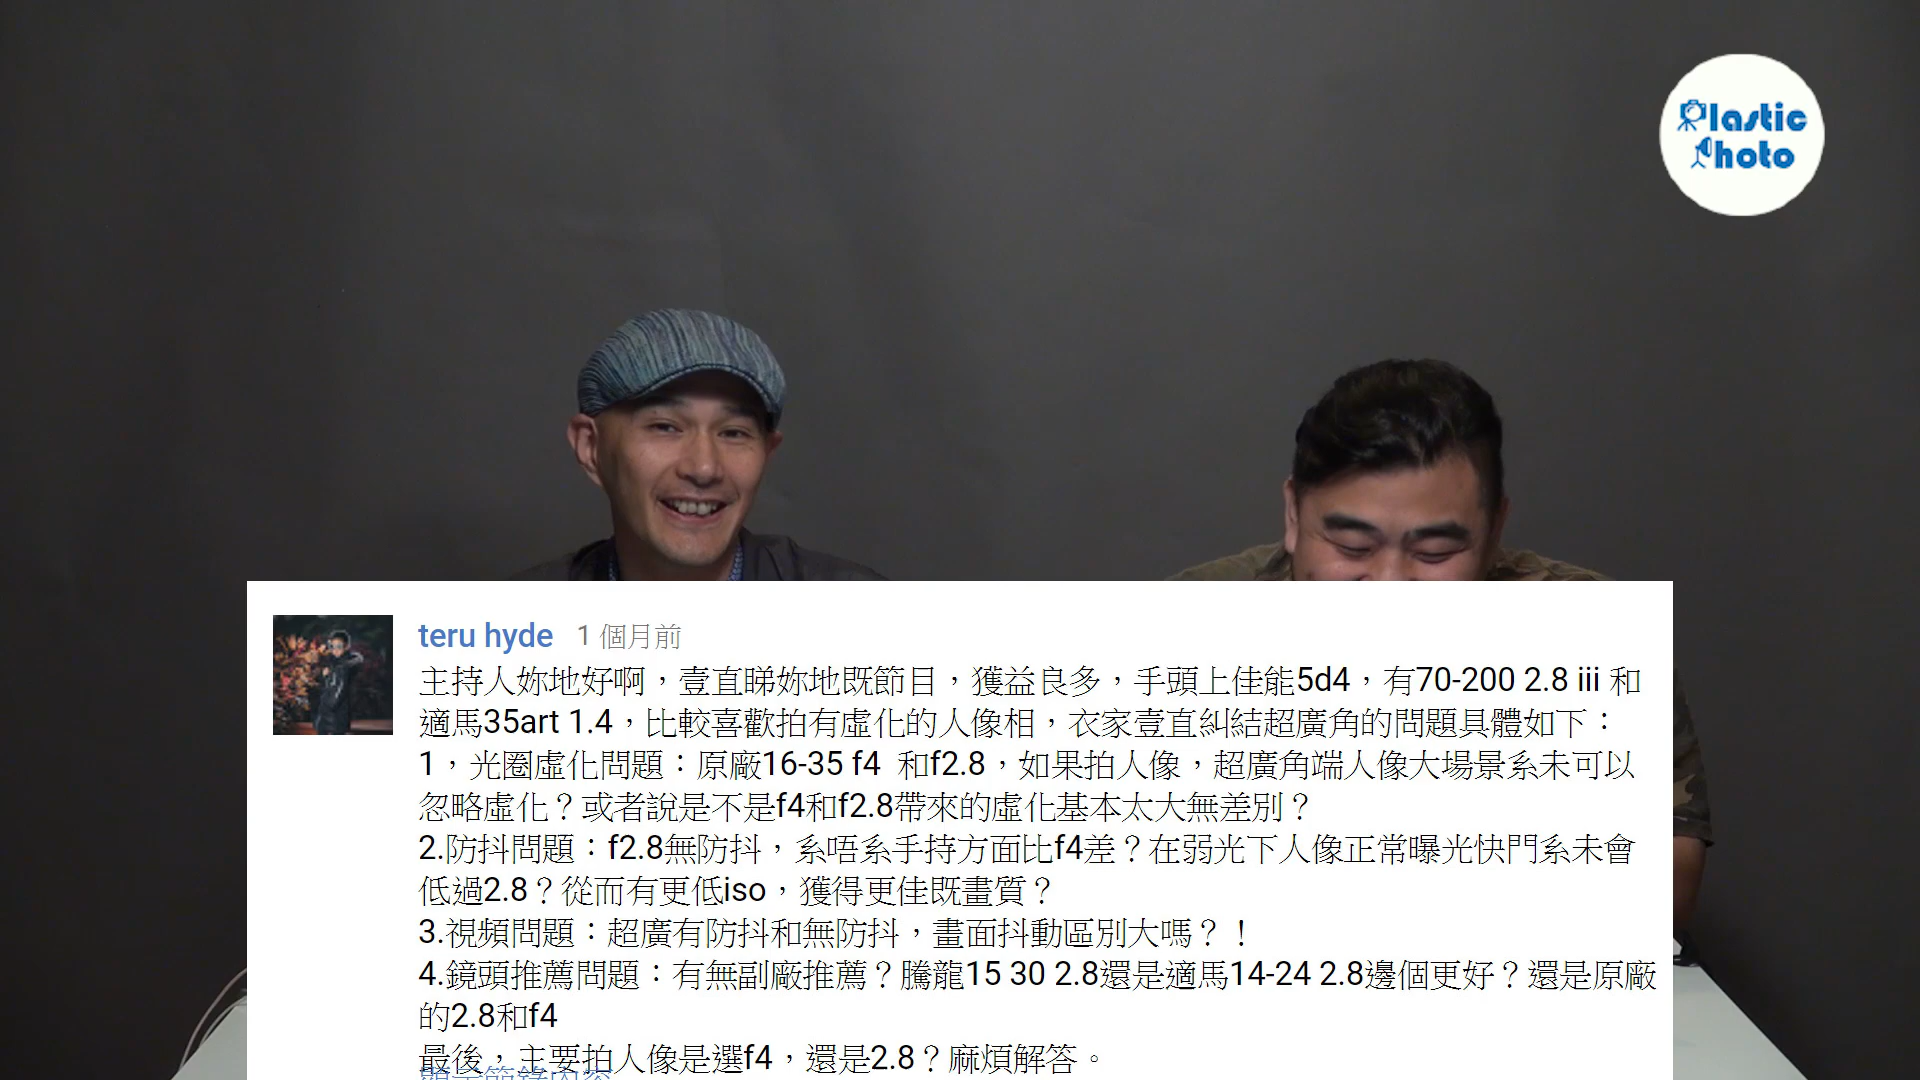 Plastic
Photo
teru hyde 1 個月前
主持人妳地好啊，壹直睇妳地既節目，獲益良多，手頭上佳能5d4，有70-200 2.8 iii 和
適馬35art 1.4，比較喜歡拍有虛化的人像相，衣家壹直糾結超廣角的問題具體如下：
1，光圈虛化問題：原廠16-35 f4 和f2.8，如果拍人像，超廣角端人像大場景系未可以
忽略虛化？或者說是不是f4和f2.8帶來的虛化基本太大無差別？
2.防抖問題：f2.8無防抖，系唔系手持方面比f4差？在弱光下人像正常曝光快門系未會
低過2.8？從而有更低iso，獲得更佳既畫質？
3.視頻問題：超廣有防抖和無防抖，畫面抖動區別大嗎？！
4.鏡頭推薦問題：有無副廠推薦？騰龍15 30 2.8還是適馬14-24 2.8邊個更好？還是原廠
的2.8和f4
最後，主要拍人像是選f4，還是2.8？麻煩解答。